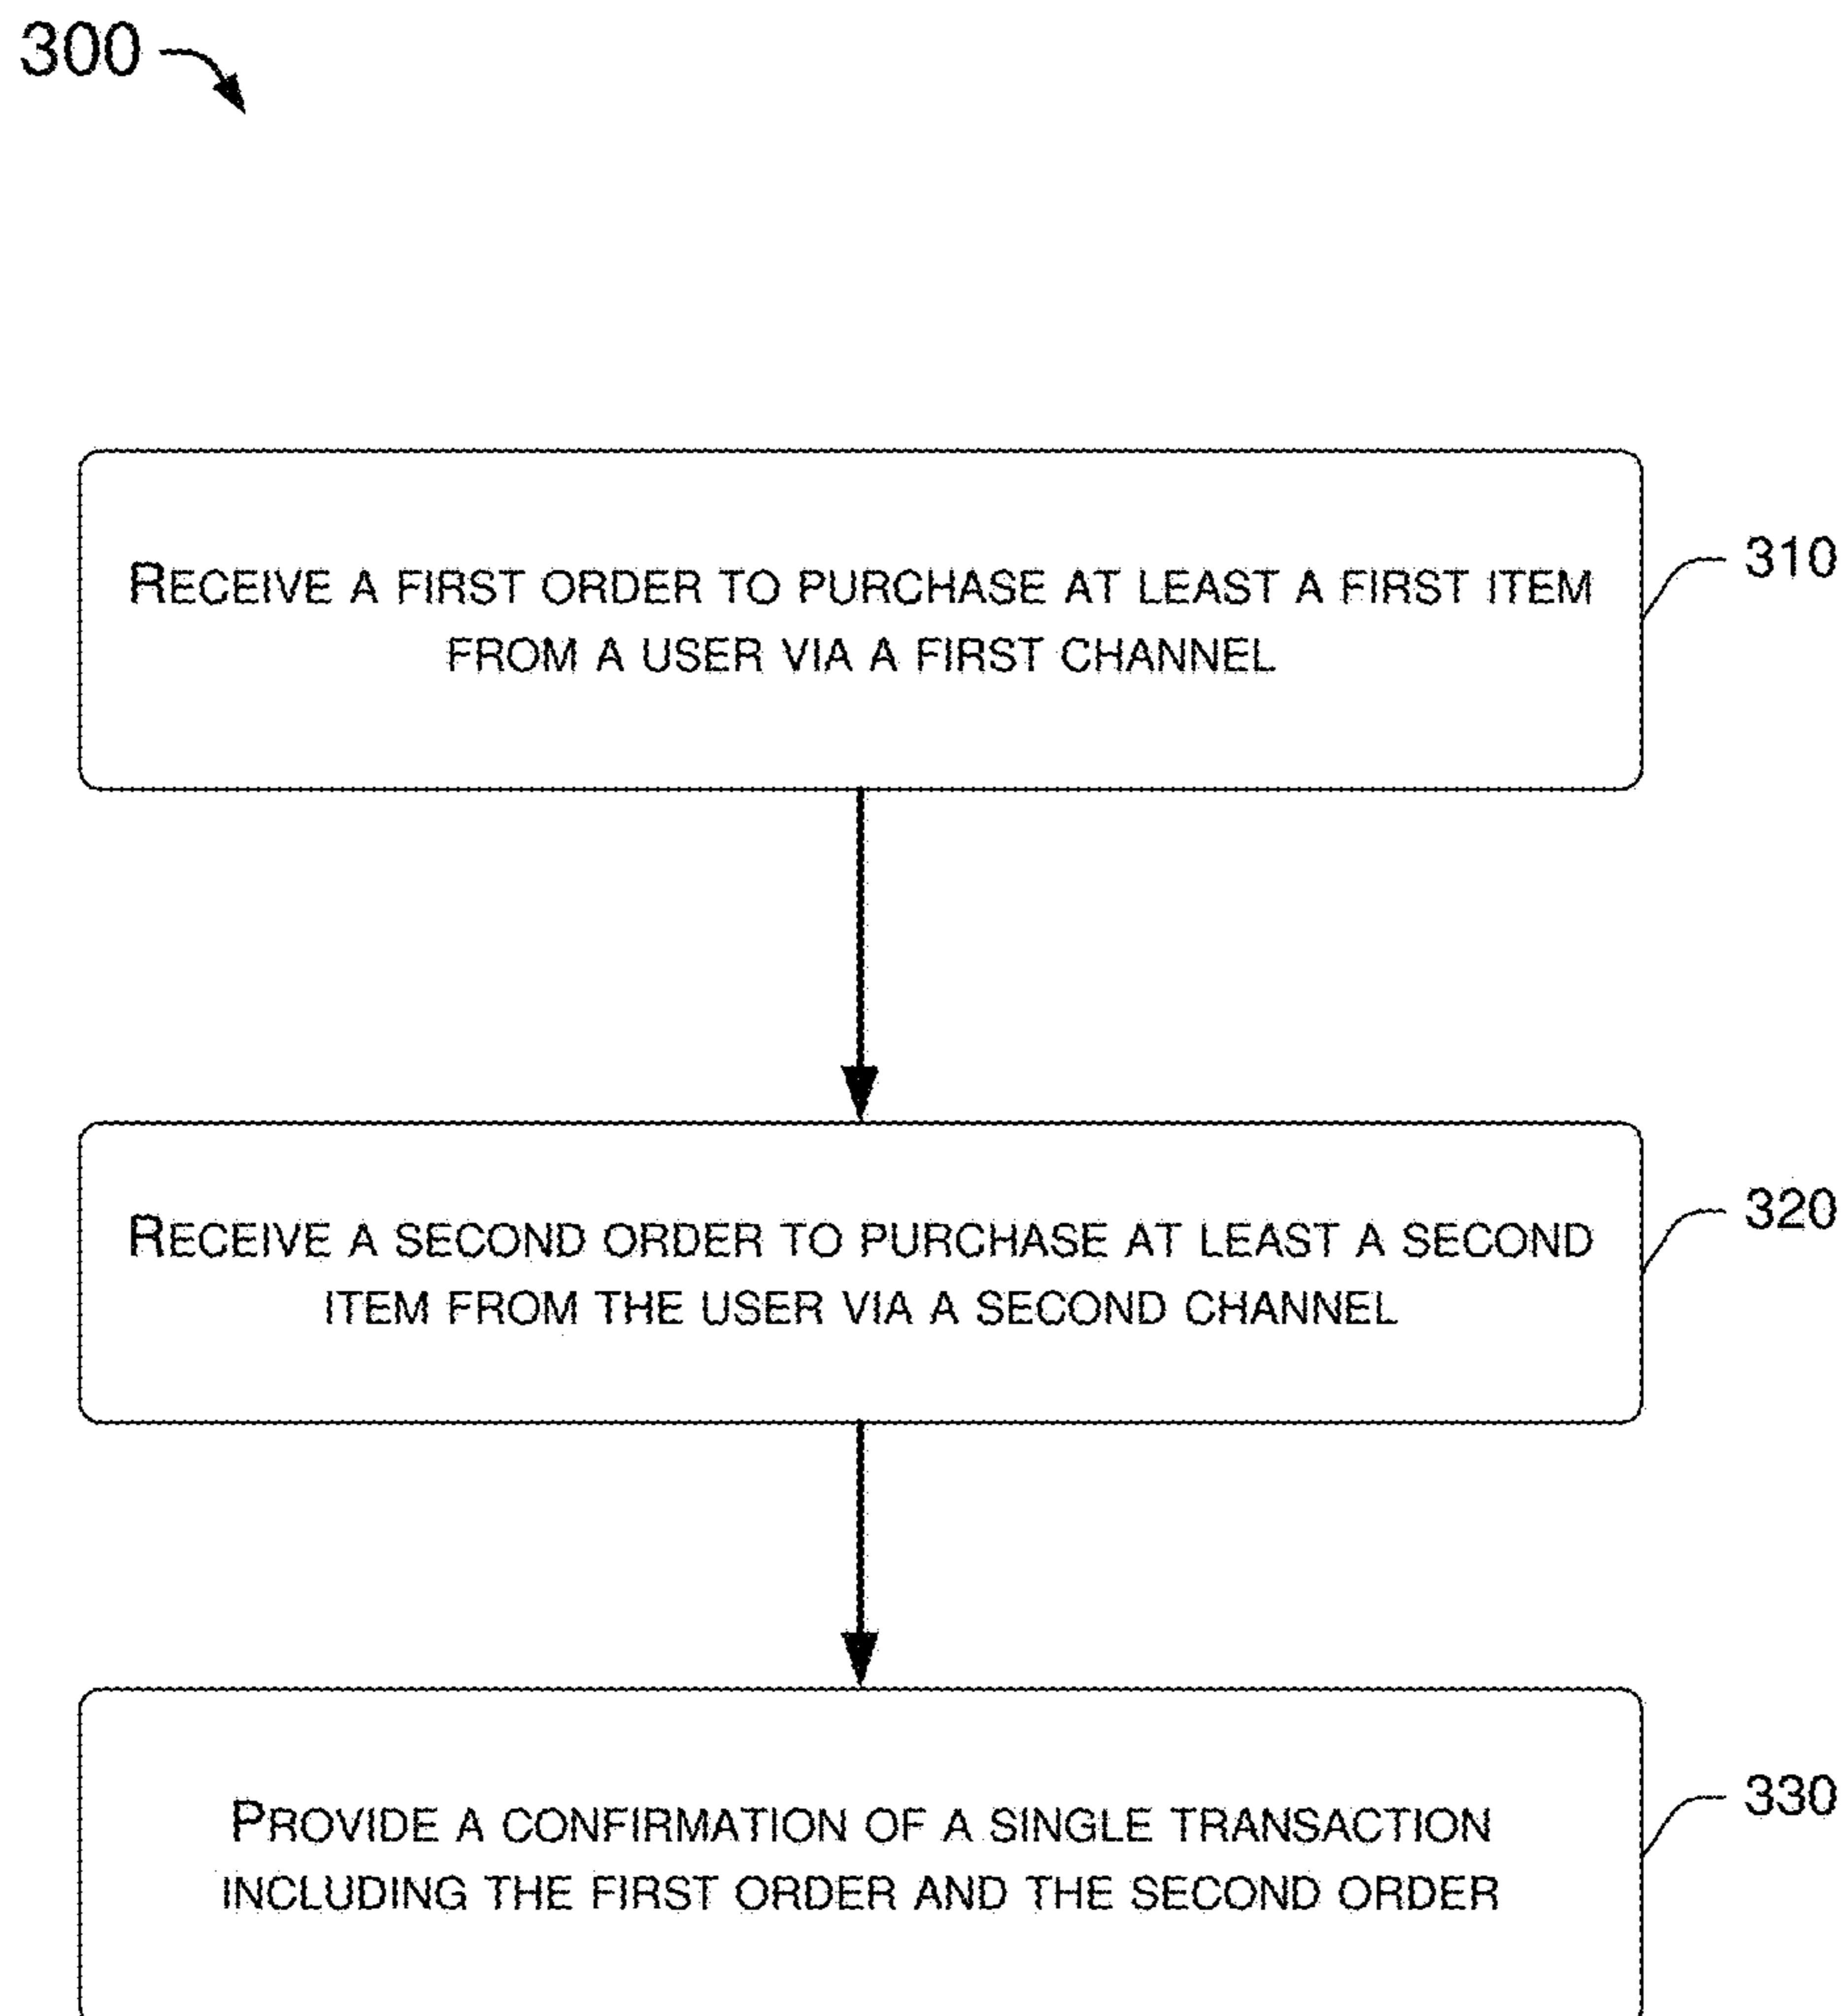 300
RECEIVE A FIRST ORDER TO PURCHASE AT LEAST A FIRST ITEM
FROM A USER VIA A FIRST CHANNEL
310
RECEIVE A SECOND ORDER TO PURCHASE AT LEAST A SECOND
ITEM FROM THE USER VIA A SECOND CHANNEL
320
PROVIDE A CONFIRMATION OF A SINGLE TRANSACTION
INCLUDING THE FIRST ORDER AND THE SECOND ORDER
330